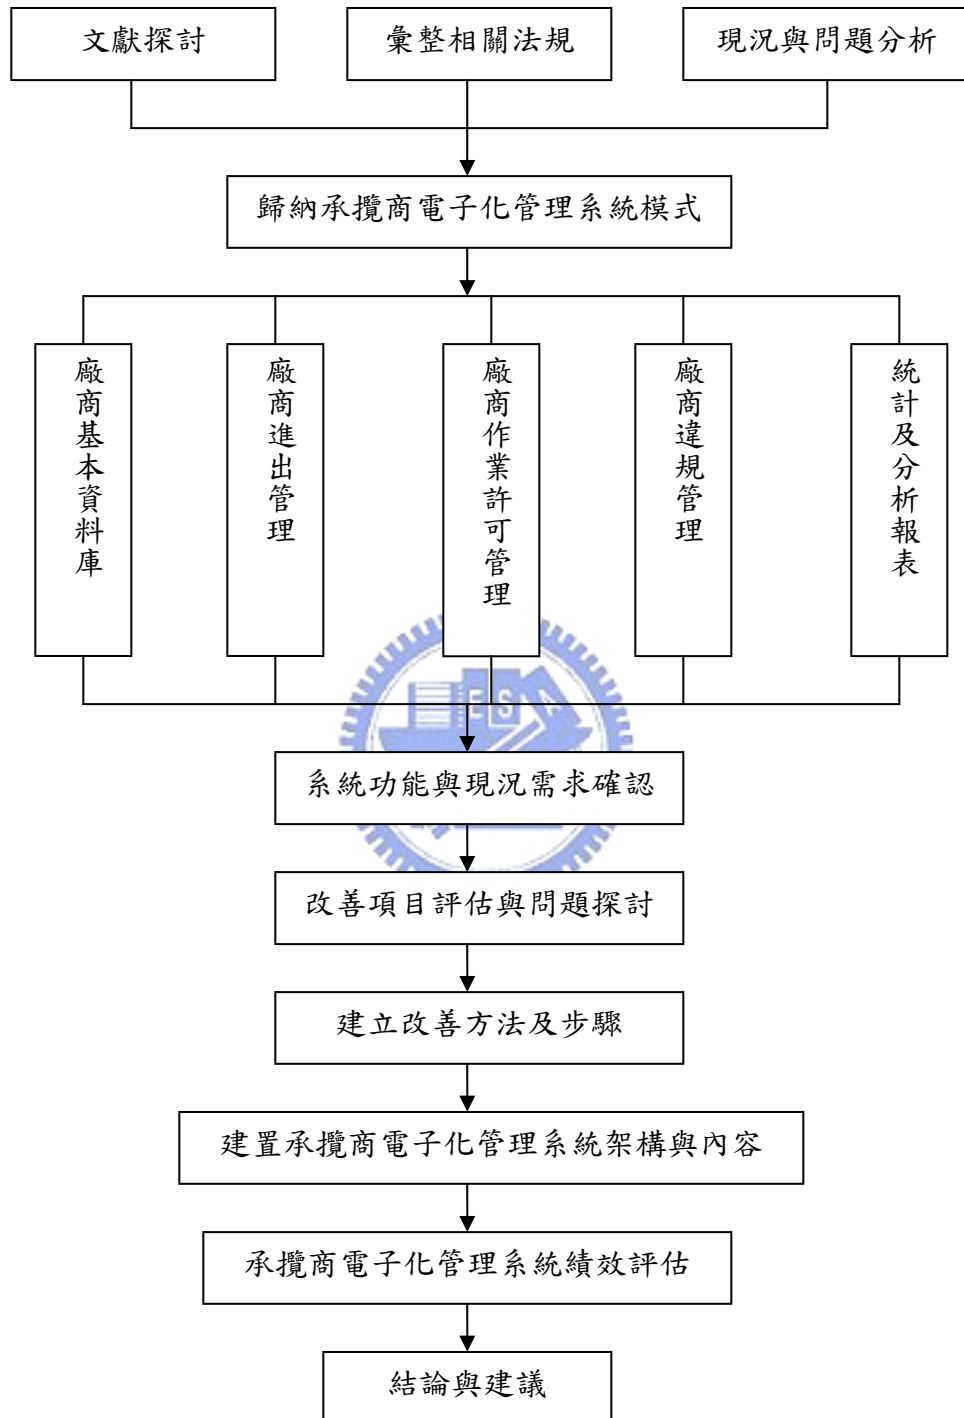 文獻探討
彙整相關法規
現況與問題分析
歸納承攬商電子化管理系統模式
廠商基本資料庫
廠商進出管理
廠商作業許可管理
廠商違規管理
統計及分析報表
ES
系統功能與現況需求確認
改善項目評估與問題探討
建立改善方法及步驟
建置承攬商電子化管理系統架構與內容
承攬商電子化管理系統績效評估
結論與建議